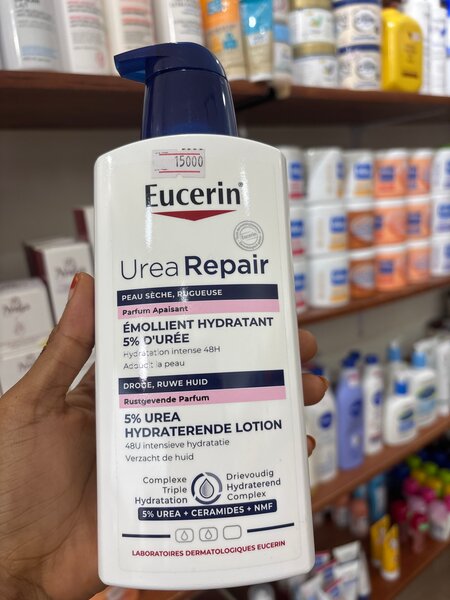 15000
Eucerin®
Urea Repair
PEAU SÈCHE, RUGUEUSE
Parfum Apaisant
ÉMOLLIENT HYDRATANT
5% D'URÉE
Hydratation intense 48H
Adoucit la peau
DROGE, RUWE HUID
Rustgevende Parfum
5% UREA
HYDRATERENDE LOTION
48U intensieve hydratatie
Verzacht de huid
Complexe
Triple
Hydratation
Drievoudig
Hydraterend
Complex
5% UREA + CERAMIDES + NMF
LABORATOIRES DERMATOLOGIQUES EUCERIN